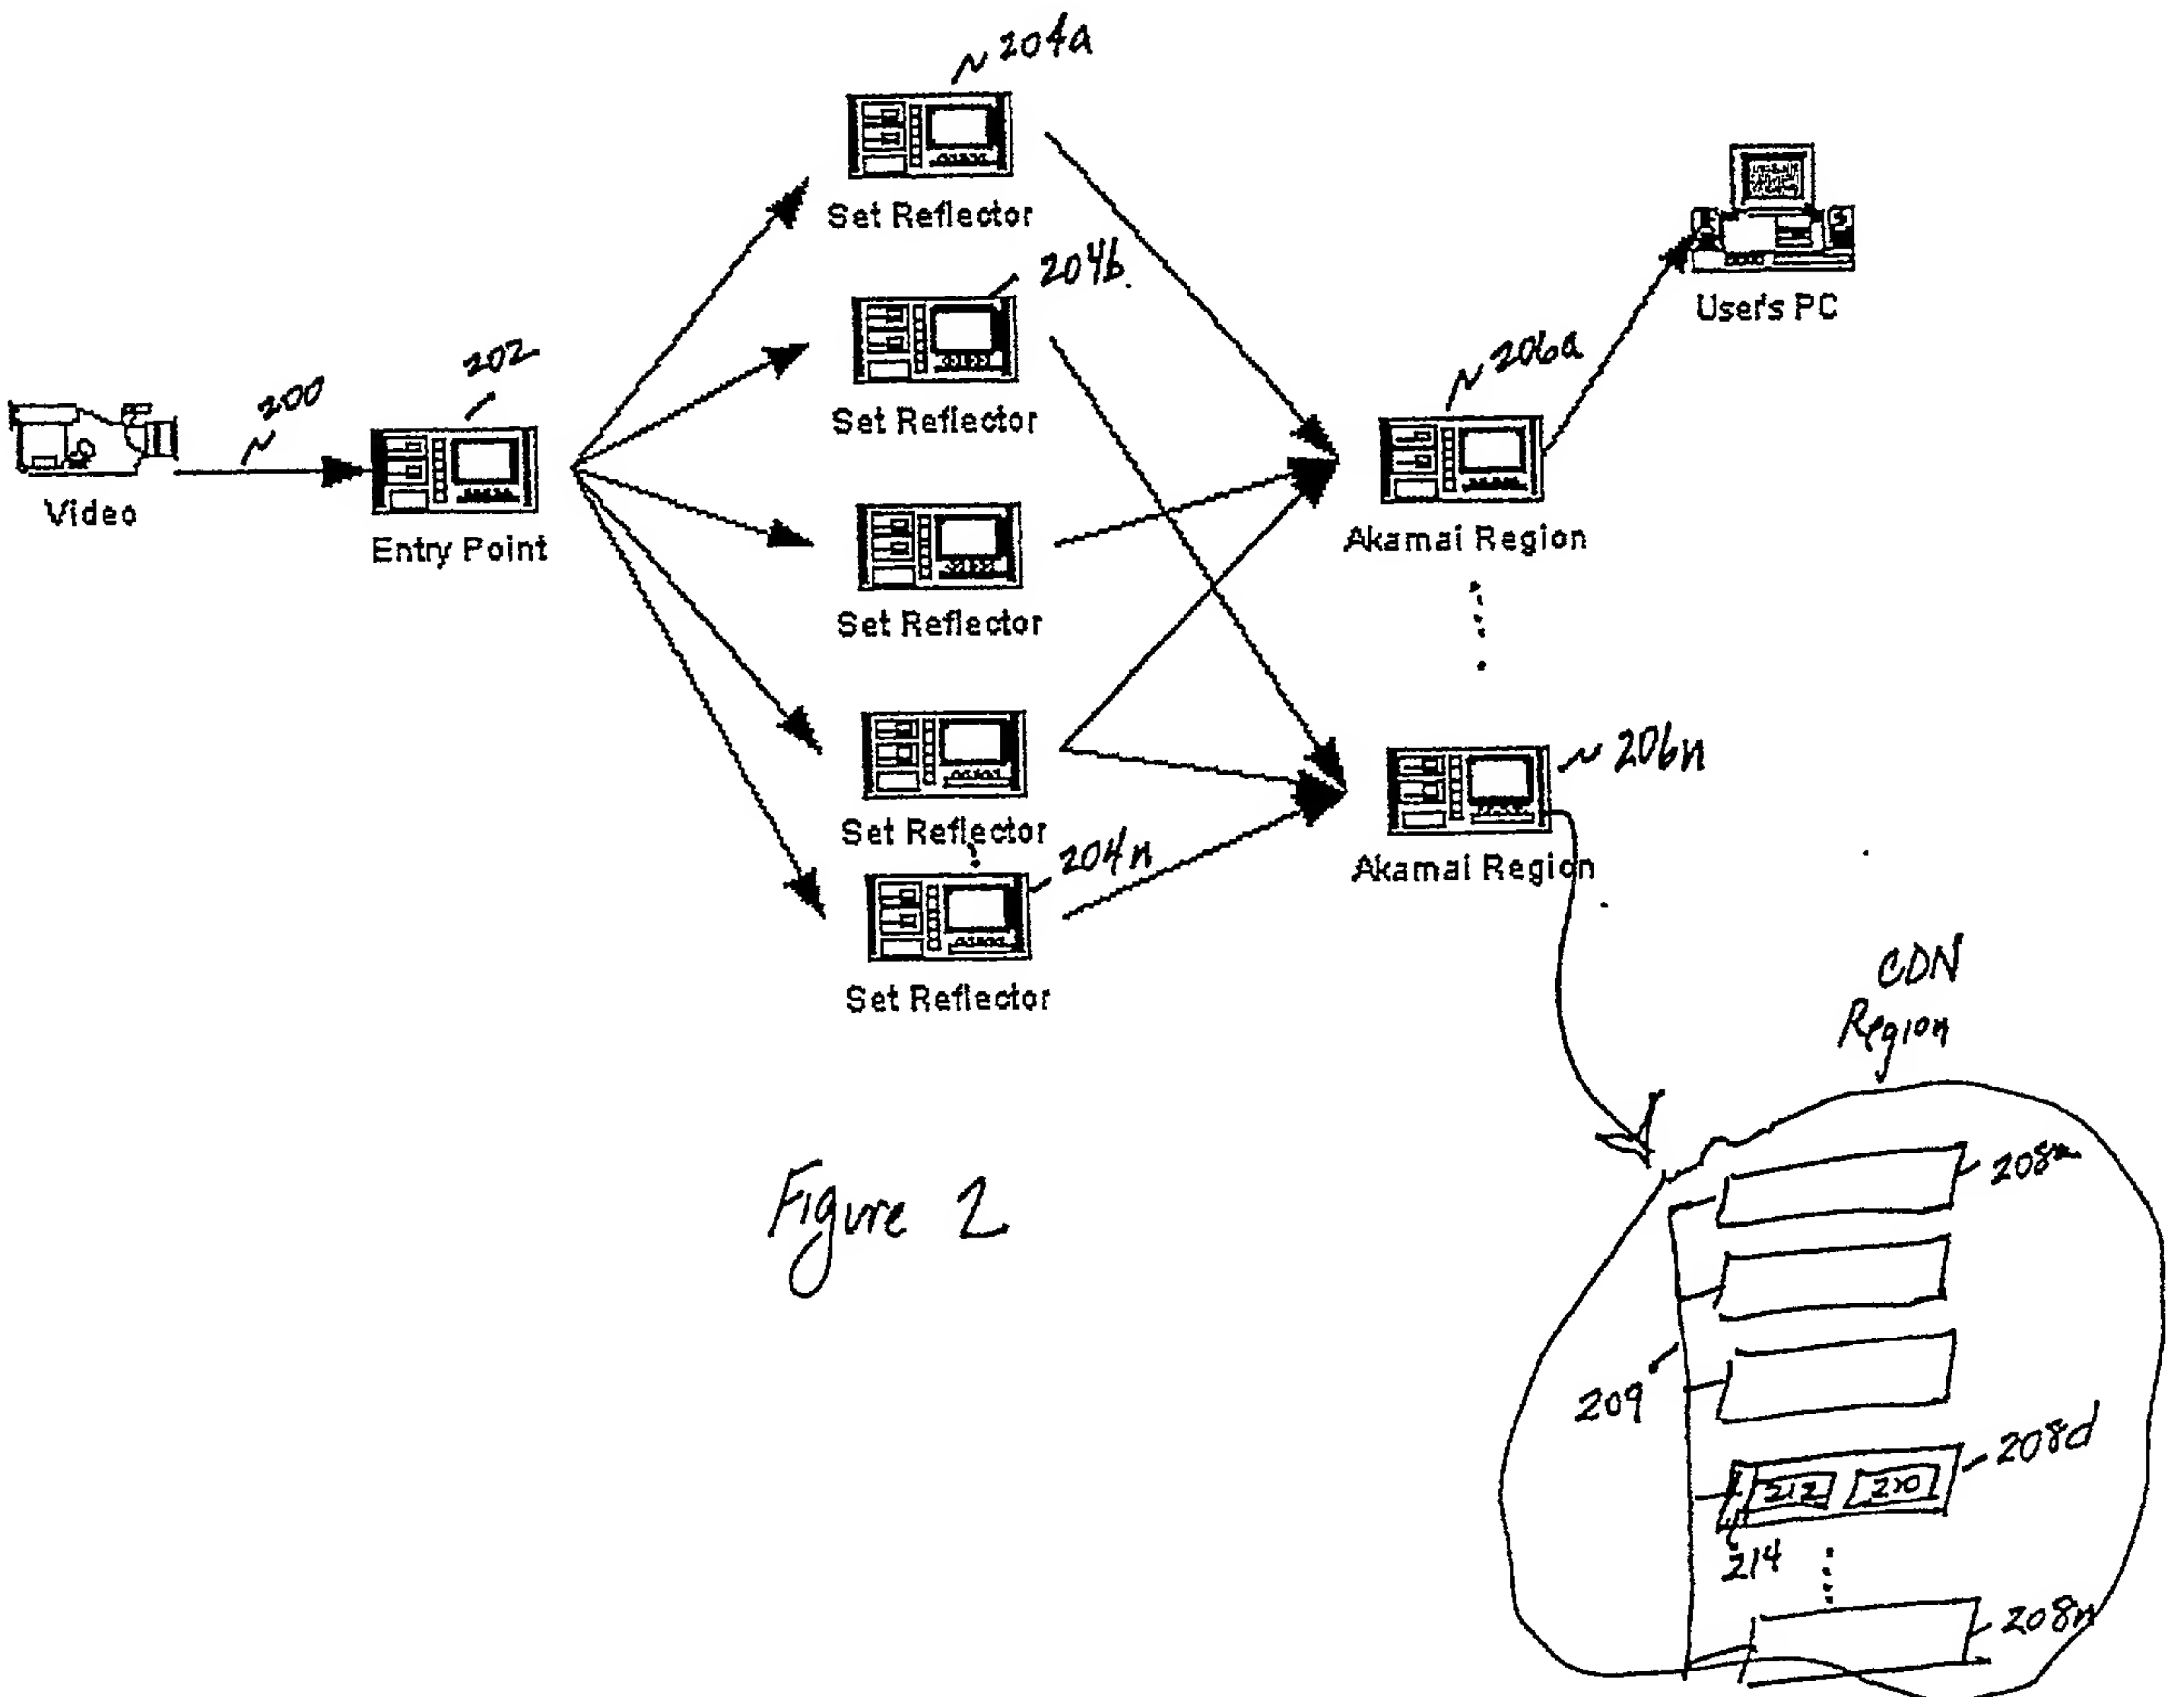 204a
Set Reflector
204b
User's PC
202
206a
200
Set Reflector
Video
Entry Point
Akamai Region
Set Reflector
206n
Set Reflector
204n
Akamai Region
Set Reflector
CDN
Region
Figure 2
208a
209
208d
212 210
214
208n